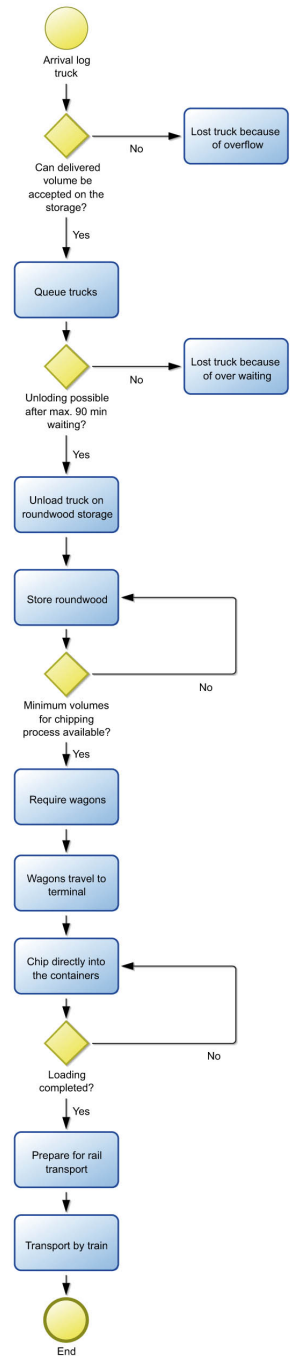 Arrival log
truck
No
Lost truck because
of overflow
Can delivered
volume be
accepted on the
storage?
Yes
Queue trucks
No
Lost truck because
of over waiting
Unloding possible
after max. 90 min
waiting?
Yes
Unload truck on
roundwood storage
Store roundwood
No
Minimum volumes
for chipping
process available?
Yes
Require wagons
Wagons travel to
terminal
Chip directly into
the containers
No
Loading
completed?
Yes
Prepare for rail
transport
Transport by train
End